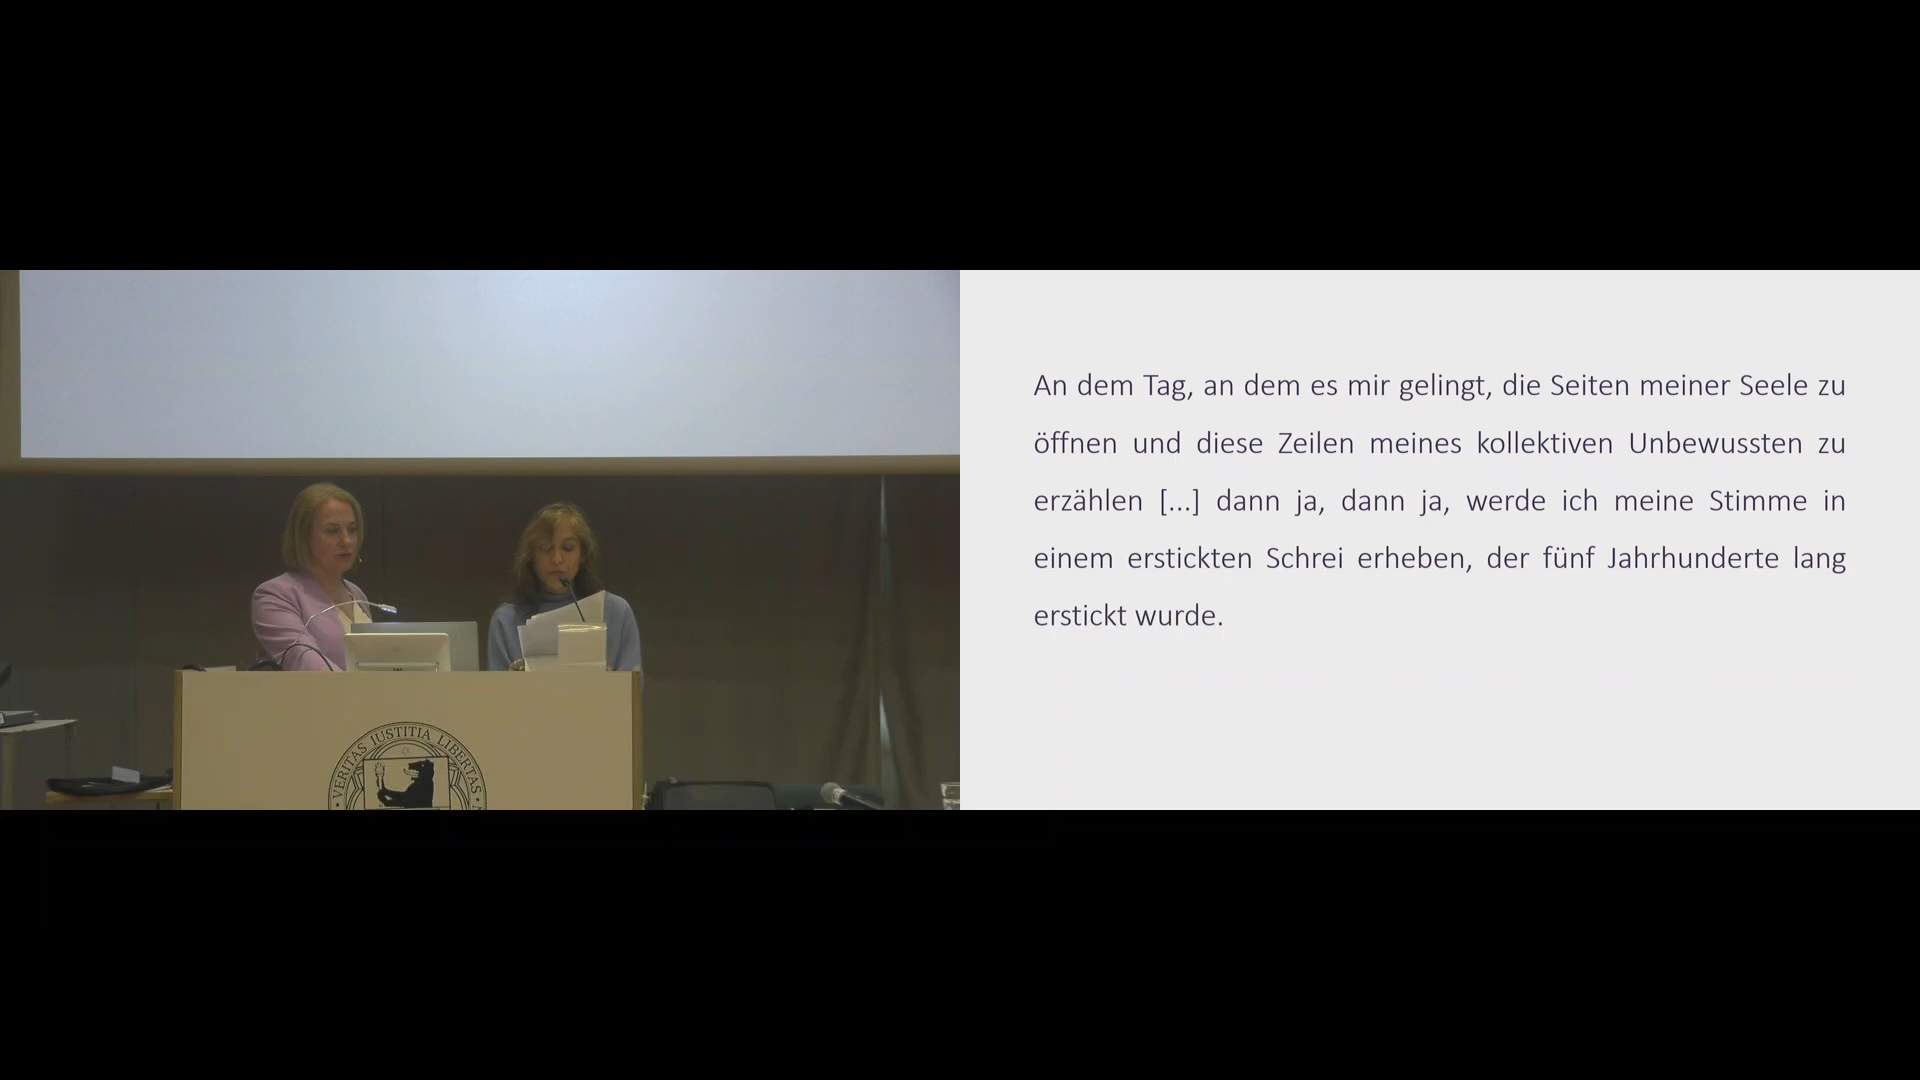 An dem Tag, an dem es mir gelingt, die Seiten meiner Seele zu
öffnen und diese Zeilen meines kollektiven Unbewussten zu
erzählen [...] dann ja, dann ja, werde ich meine Stimme in
einem erstickten Schrei erheben, der fünf Jahrhunderte lang
erstickt wurde.
VERITAS IUSTITIA LIBERTAS